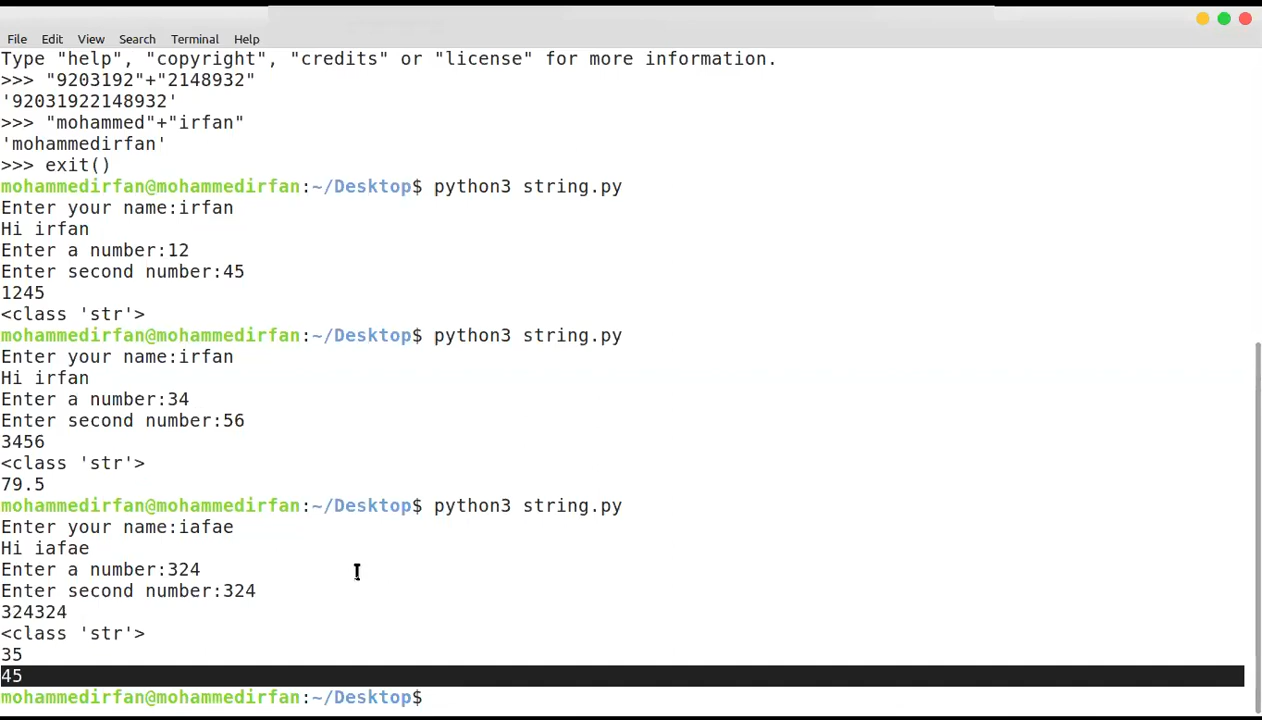 File Edit View Search Terminal Help
Type "help", "copyright", "credits" or "license" for more information.
>>> "9203192"+"2148932"
'92031922148932'
>>> "mohammed"+"irfan"
'mohammedirfan'
>>> exit()
mohammedirfan@mohammedirfan:~/Desktop$ python3 string.py
Enter your name:irfan
Hi irfan
Enter a number:12
Enter second number:45
1245
<class 'str'>
mohammedirfan@mohammedirfan:~/Desktop$ python3 string.py
Enter your name:irfan
Hi irfan
Enter a number:34
Enter second number:56
3456
<class 'str'>
79.5
mohammedirfan@mohammedirfan:~/Desktop$ python3 string.py
Enter your name:iafae
Hi iafae
Enter a number:324
Enter second number:324
324324
<class 'str'>
35
45
mohammedirfan@mohammedirfan:~/Desktop$